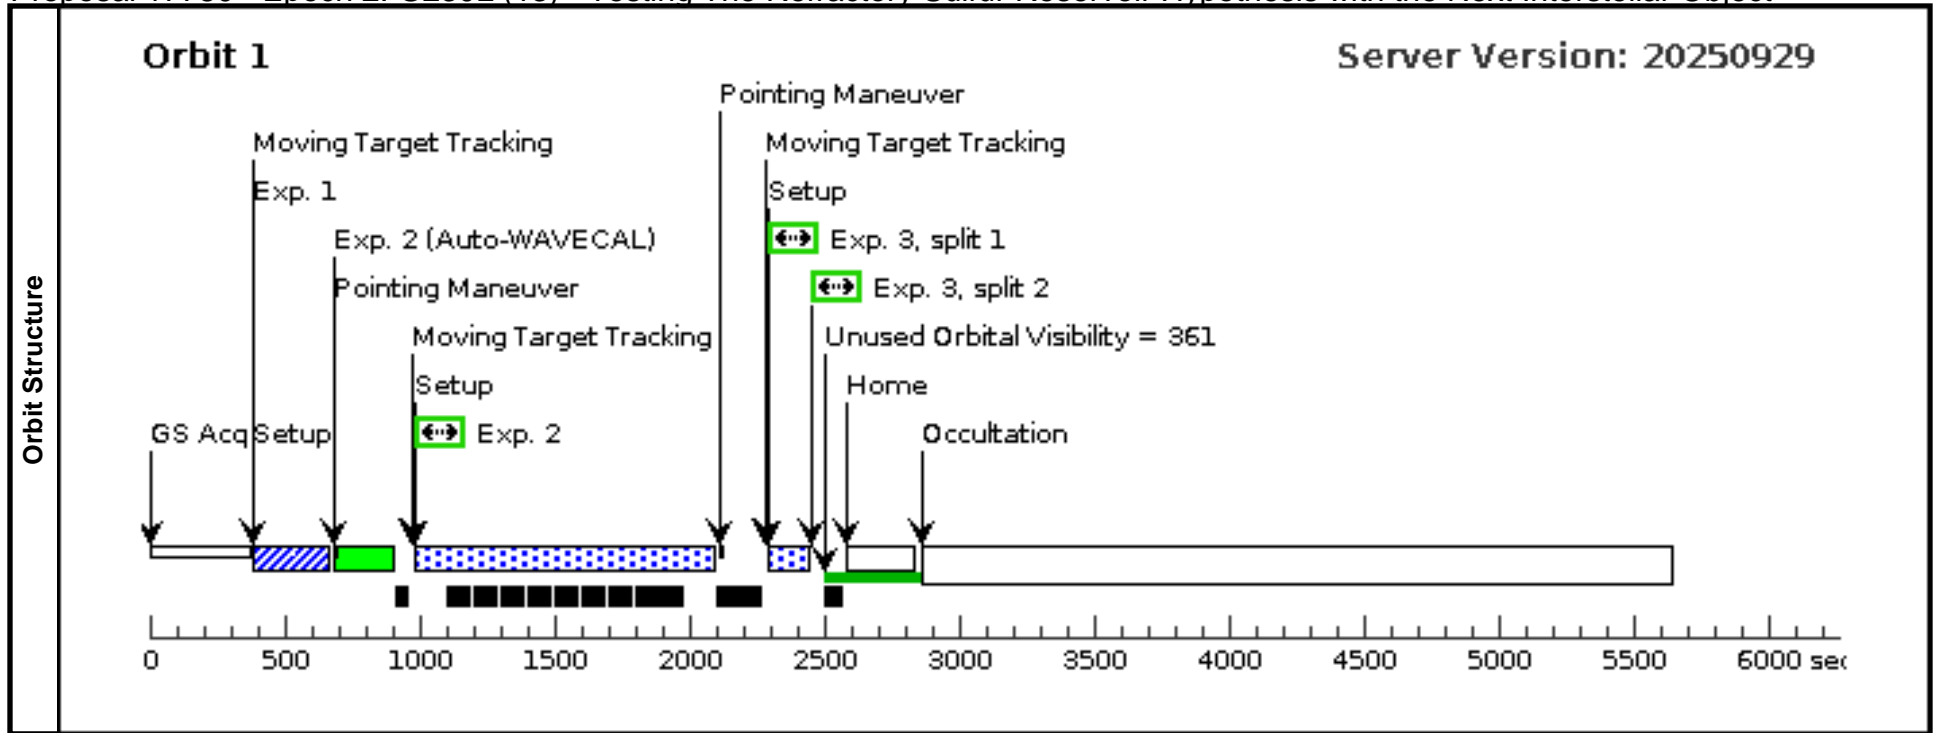 Orbit 1
Server Version: 20250929
Pointing Maneuver
Moving Target Tracking
Moving Target Tracking
Exp. 1
Setup
Exp. 2 (Auto-WAVECAL)
Exp. 3, split 1
Pointing Maneuver
Exp. 3, split 2
Moving Target Tracking
Unused Orbital Visibility = 361
Setup
Home
GS Acq
Setup
Exp. 2
Occultation
Orbit Structure
0 500 1000 1500 2000 2500 3000 3500 4000 4500 5000 5500 6000 sec